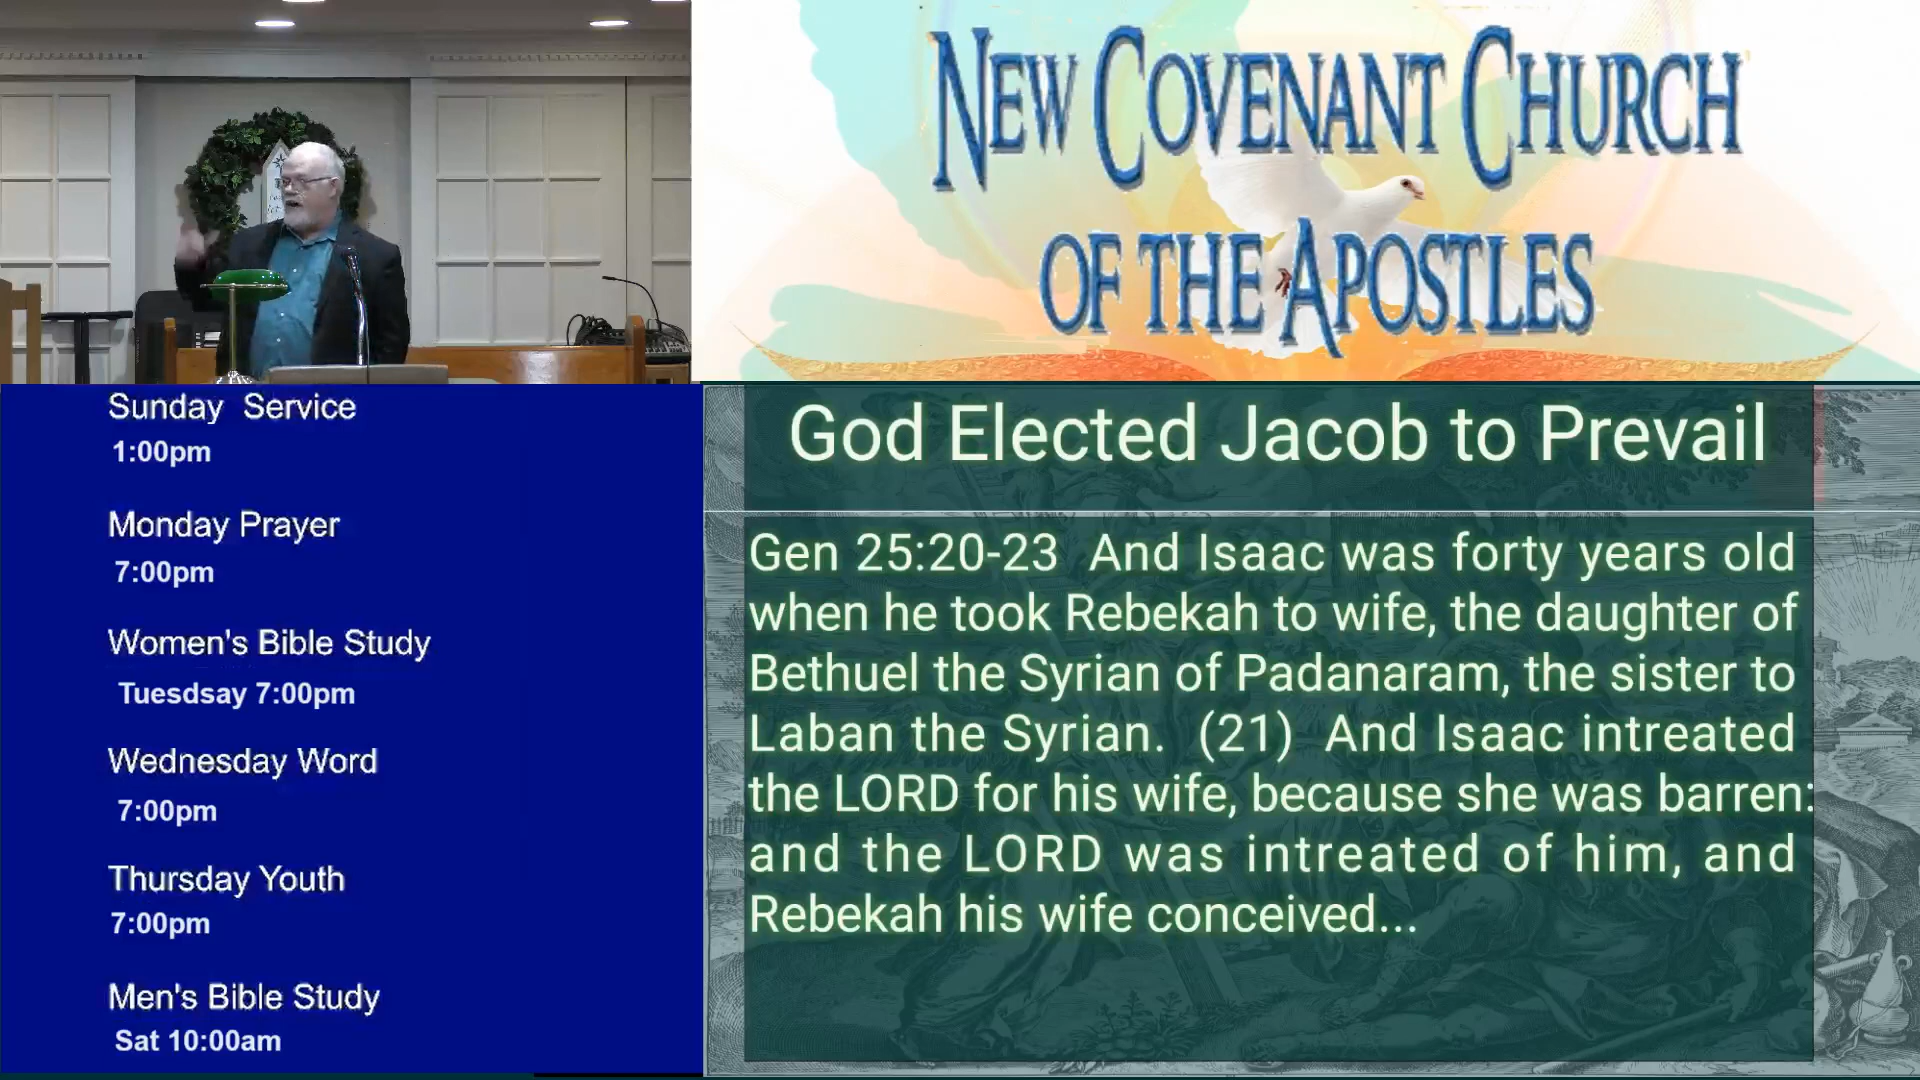 NEW COVENANT CHURCH
OF THE APOSTLES
Sunday Service
1:00pm
Monday Prayer
7:00pm
Women's Bible Study
Tuesdsay 7:00pm
Wednesday Word
7:00pm
Thursday Youth
7:00pm
Men's Bible Study
Sat 10:00am
God Elected Jacob to Prevail
Gen 25:20-23 And Isaac was forty years old
when he took Rebekah to wife, the daughter of
Bethuel the Syrian of Padanaram, the sister to
Laban the Syrian. (21) And Isaac intreated
the LORD for his wife, because she was barren:
and the LORD was intreated of him, and
Rebekah his wife conceived...